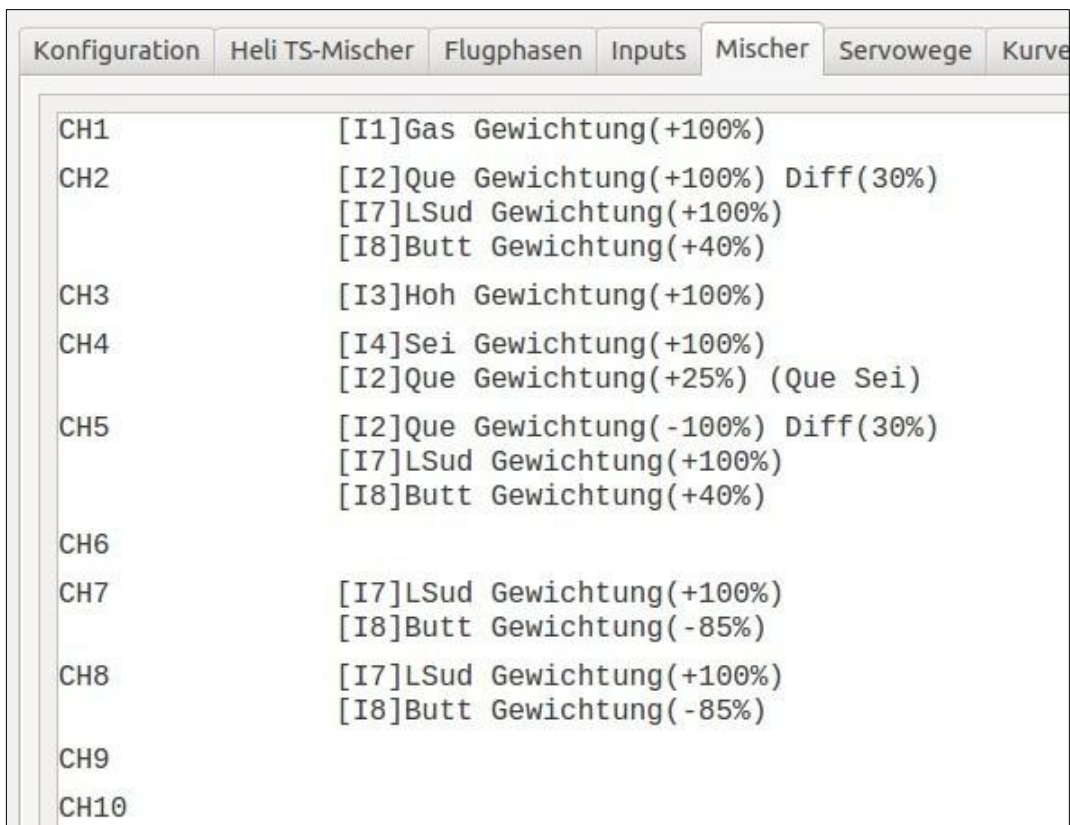 Konfiguration Heli TS-Mischer Flugphasen Inputs Mischer Servowege Kurve
CH1 [I1]Gas Gewichtung(+100%)
CH2 [I2]Que Gewichtung(+100%) Diff(30%)
[I7]LSud Gewichtung(+100%)
[I8]Butt Gewichtung(+40%)
CH3 [I3]Hoh Gewichtung(+100%)
CH4 [I4]Sei Gewichtung(+100%)
[I2]Que Gewichtung(+25%) (Que Sei)
CH5 [I2]Que Gewichtung(-100%) Diff(30%)
[I7]LSud Gewichtung(+100%)
[I8]Butt Gewichtung(+40%)
CH6
CH7 [I7]LSud Gewichtung(+100%)
[I8]Butt Gewichtung(-85%)
CH8 [I7]LSud Gewichtung(+100%)
[I8]Butt Gewichtung(-85%)
CH9
CH10